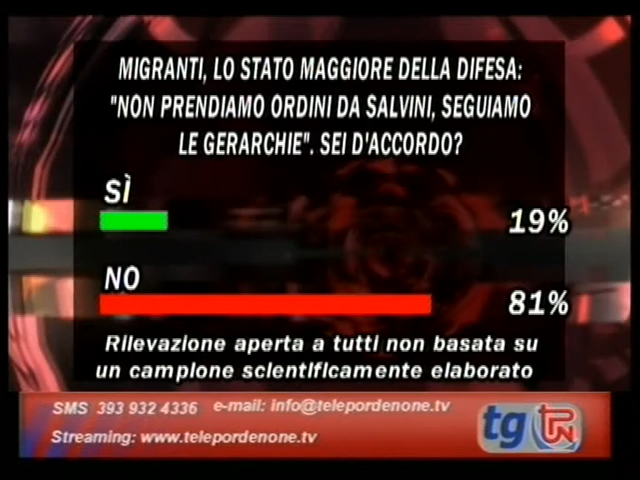 MIGRANTI, LO STATO MAGGIORE DELLA DIFESA:
"NON PRENDIAMO ORDINI DA SALVINI, SEGUIAMO
LE GERARCHIE". SEI D'ACCORDO?
SÌ
19%
NO
81%
Rilevazione aperta a tutti non basata su
un campione scientificamente elaborato
SMS 393 932 4336 e-mail: info@telepordenone.tv
Streaming: www.telepordenone.tv
tg TPN